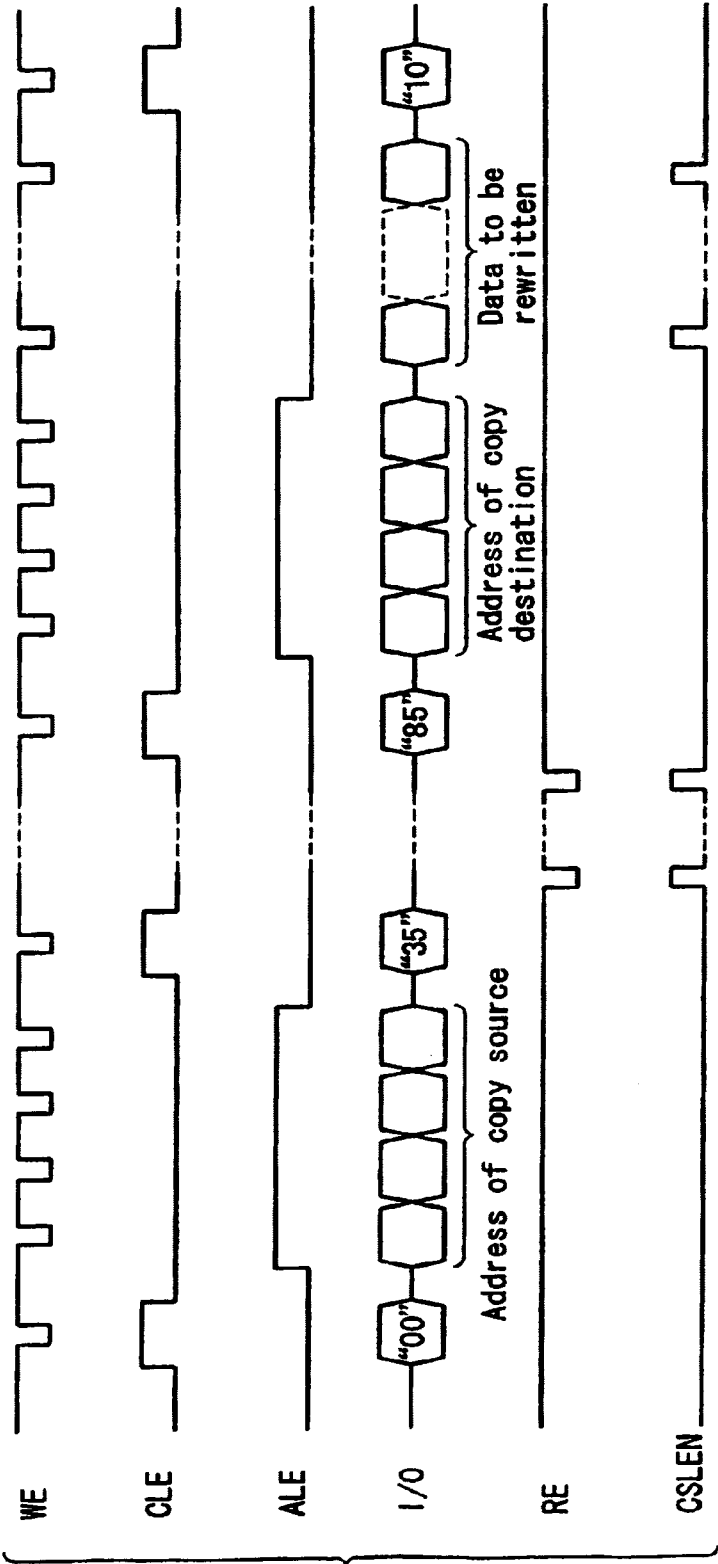 WE
CLE
ALE
I/O
“00”
“35”
“85”
“10”
Address of copy source
Address of copy
destination
Data to be
rewritten
RE
CSLEN